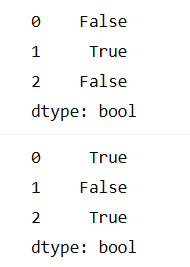 0    False
1     True
2    False
dtype: bool
0     True
1    False
2     True
dtype: bool